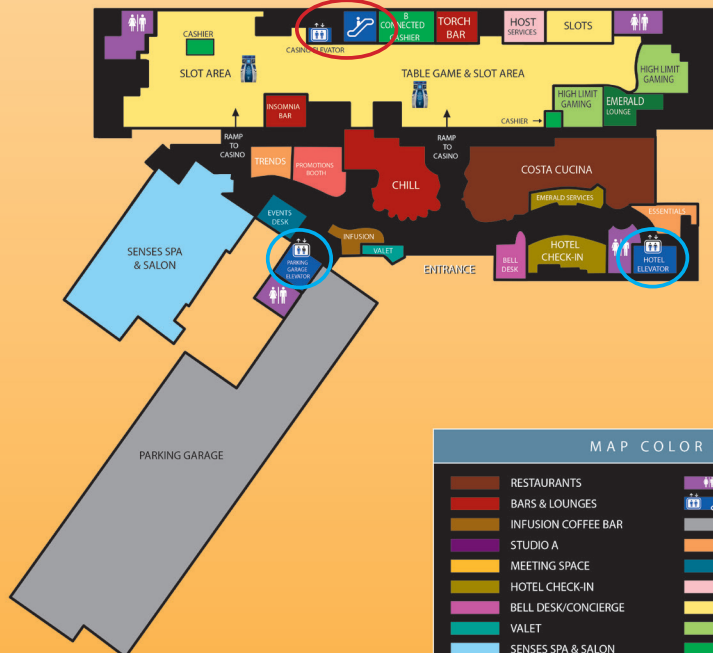 CASINO ELEVATOR
B
CONNECTED
CASHIER
TORCH
BAR
HOST
SERVICES
SLOTS
CASHIER
SLOT AREA
TABLE GAME & SLOT AREA
HIGH LIMIT
GAMING
HIGH LIMIT
GAMING
EMERALD
LOUNGE
CASHIER
INSOMNIA
BAR
RAMP
TO
CASINO
RAMP
TO
CASINO
TRENDS
PROMOTIONS
BOOTH
CHILL
COSTA CUCINA
EMERALD SERVICES
ESSENTIALS
EVENTS
DESK
INFUSION
VALET
SENSES SPA
& SALON
PARKING
GARAGE
ELEVATOR
ENTRANCE
BELL
DESK
HOTEL
CHECK-IN
HOTEL
ELEVATOR
PARKING GARAGE
MAP COLOR
RESTAURANTS
BARS & LOUNGES
INFUSION COFFEE BAR
STUDIO A
MEETING SPACE
HOTEL CHECK-IN
BELL DESK/CONCIERGE
VALET
SENSES SPA & SALON